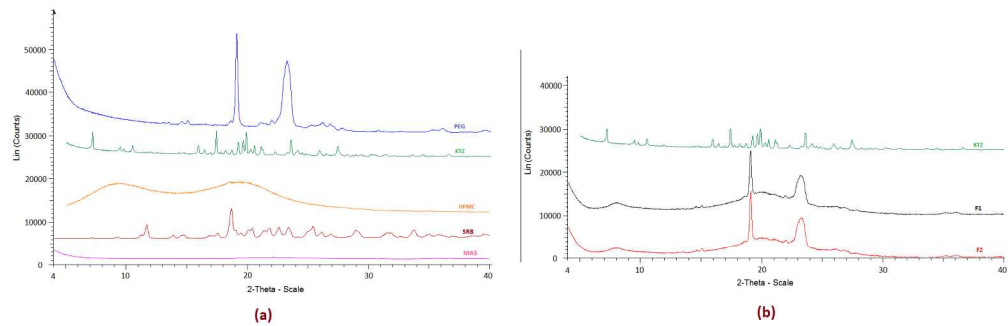 50000
40000
30000
20000
10000
0
Lin (Counts)
PEG
KTZ
HPMC
SRB
MAS
4
10
20
30
40
2-Theta - Scale
(a)
40000
30000
20000
10000
0
Lin (Counts)
KTZ
F1
F2
4
10
20
30
40
2-Theta - Scale
(b)